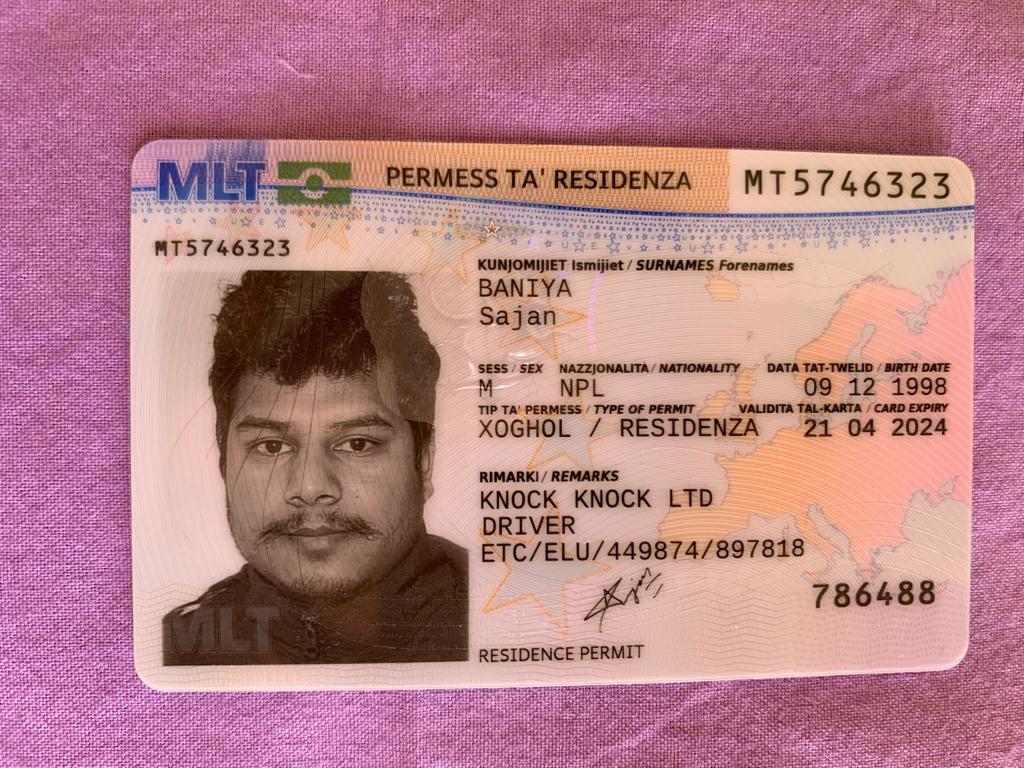 MLT
PERMESS TA' RESIDENZA
MT5746323
MT5746323
KUNJOMIJIET Ismijiet / SURNAMES Forenames
BANIYA
Sajan
SESS / SEX NAZZJONALITÀ / NATIONALITY DATA TAT-TWELID / BIRTH DATE
M NPL 09 12 1998
TIP TA' PERMESS / TYPE OF PERMIT VALIDITÀ TAL-KARTA / CARD EXPIRY
XOGHOL / RESIDENZA 21 04 2024
RIMARKI / REMARKS
KNOCK KNOCK LTD
DRIVER
ETC/ELU/449874/897818
786488
MLT
RESIDENCE PERMIT